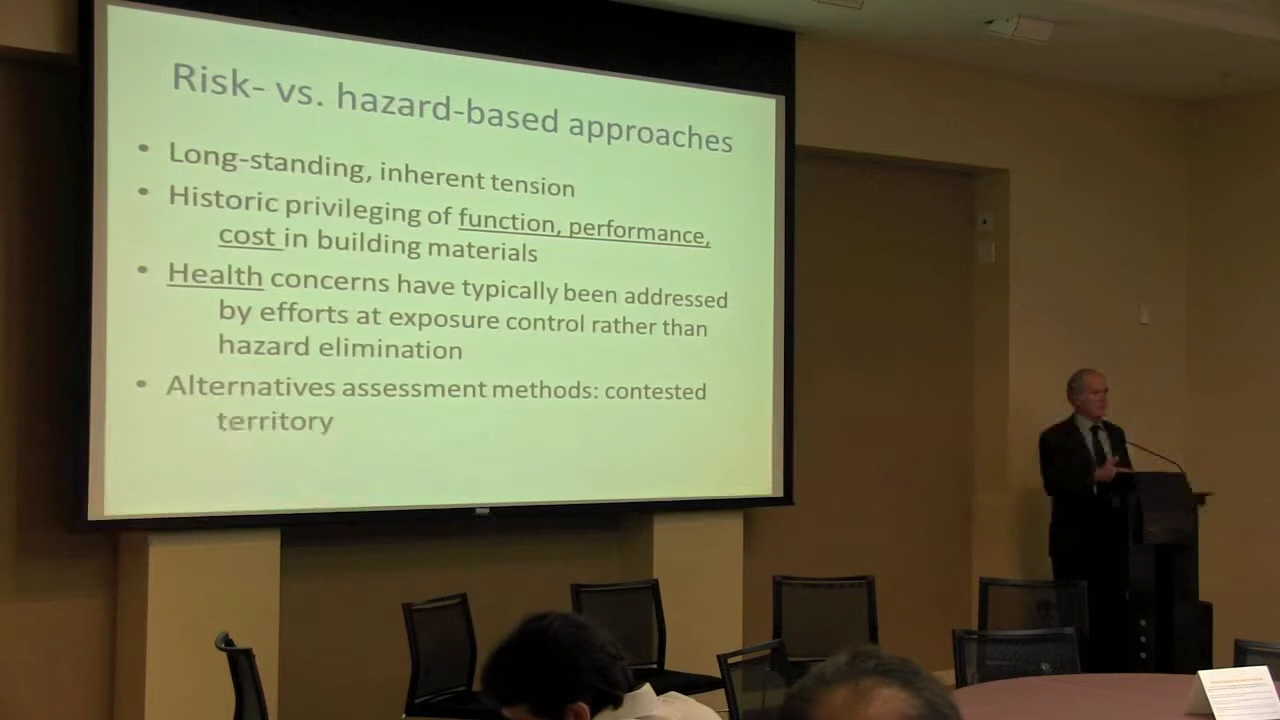 Risk- vs. hazard-based approaches
• Long-standing, inherent tension
• Historic privileging of function, performance,
cost in building materials
• Health concerns have typically been addressed
by efforts at exposure control rather than
hazard elimination
• Alternatives assessment methods: contested
territory